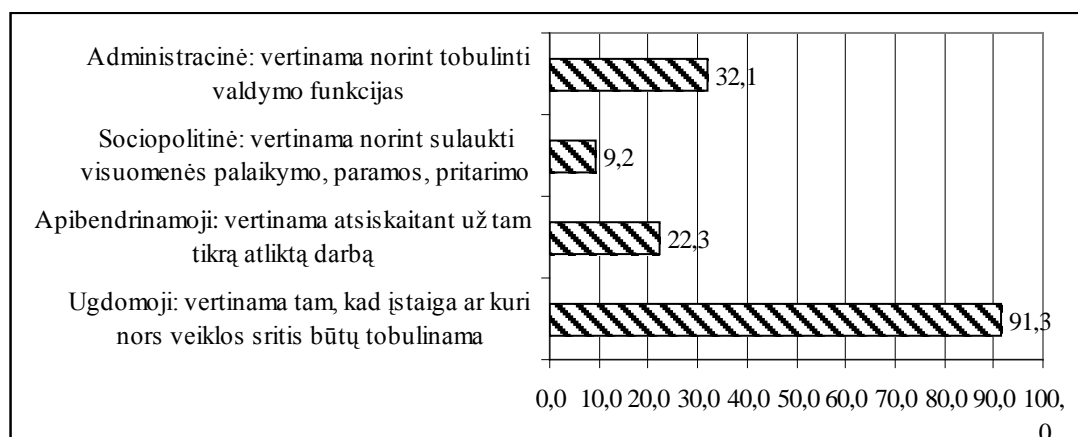 Administracinė: vertinama norint tobulinti
valdymo funkcijas
32,1
Sociopolitinė: vertinama norint sulaukti
visuomenės palaikymo, paramos, pritarimo
9,2
Apibendrinamoji: vertinama atsiskaitant už tam
tikrą atliktą darbą
22,3
Ugdomoji: vertinama tam, kad įstaiga ar kuri
nors veiklos sritis būtų tobulinama
91,3
0,0 10,0 20,0 30,0 40,0 50,0 60,0 70,0 80,0 90,0 100,
0